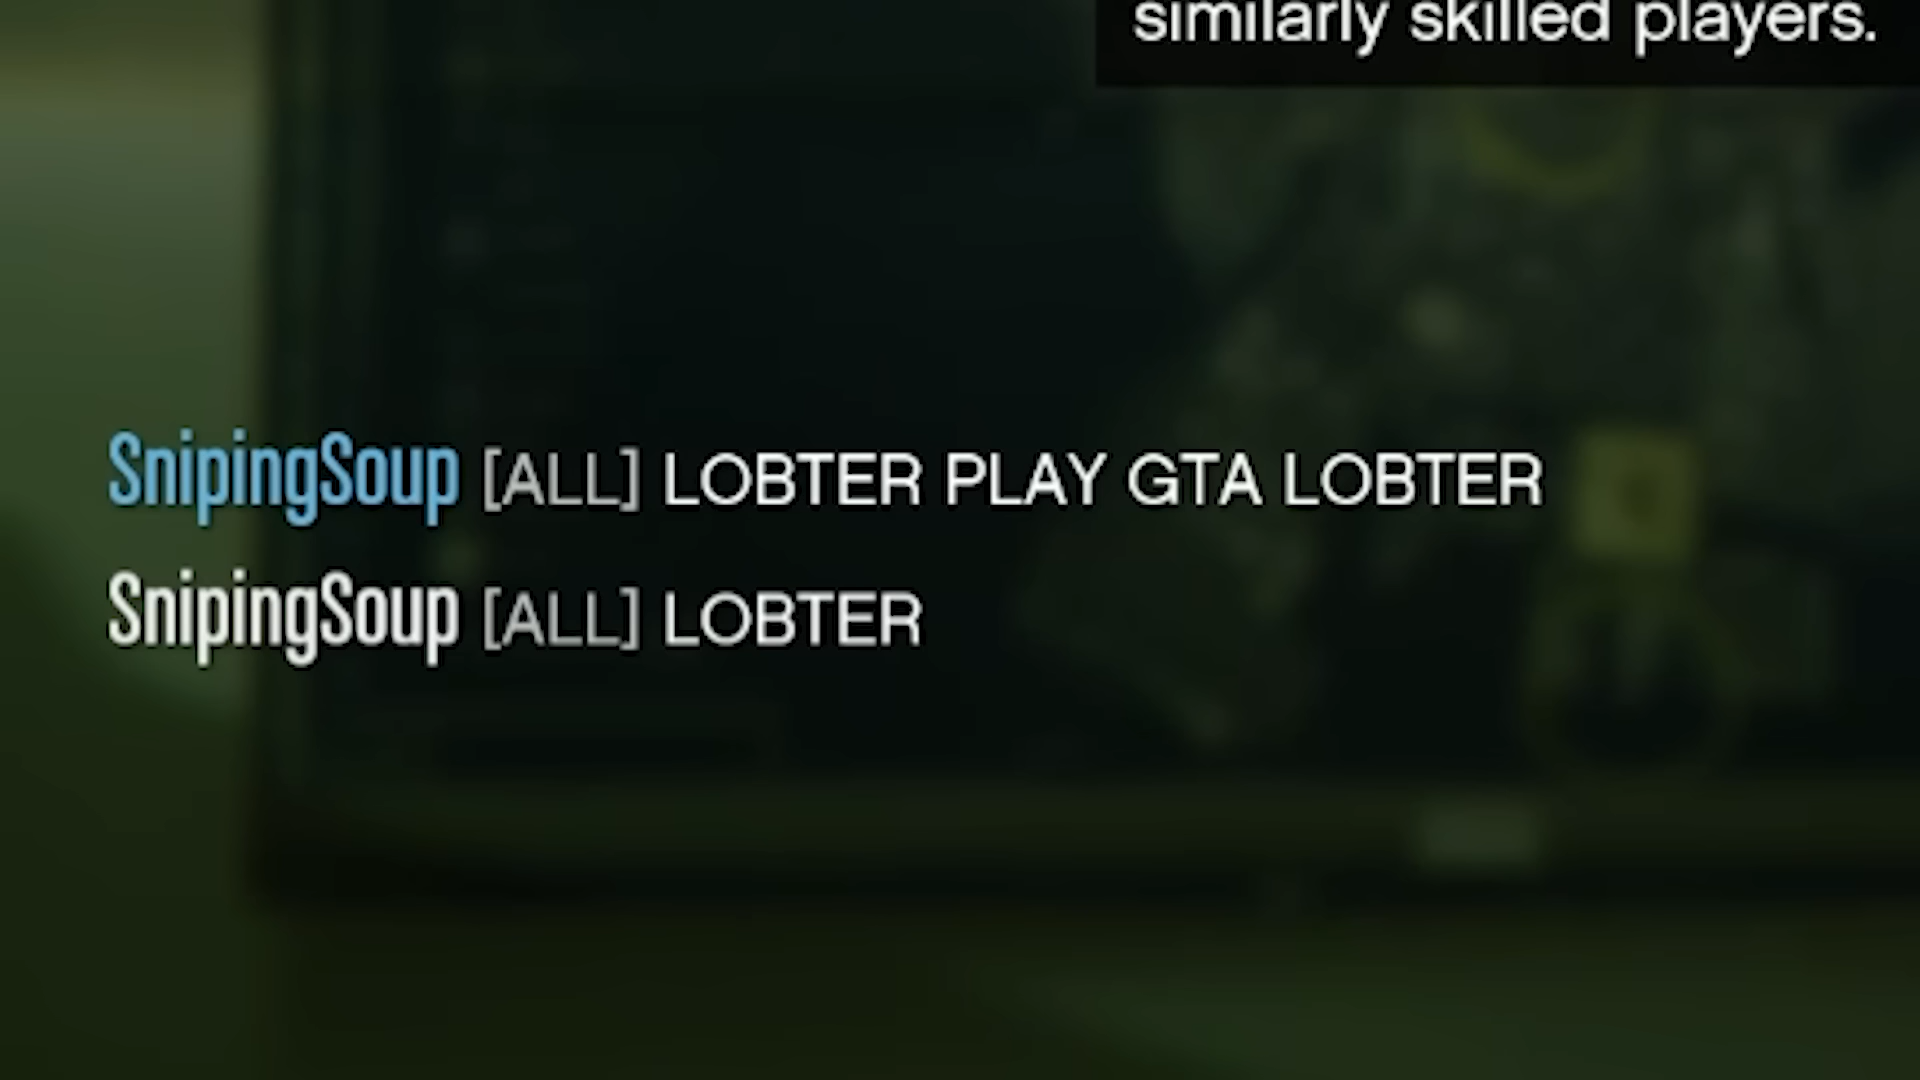 similarly skilled players.
SnipingSoup [ALL] LOBTER PLAY GTA LOBTER
SnipingSoup [ALL] LOBTER